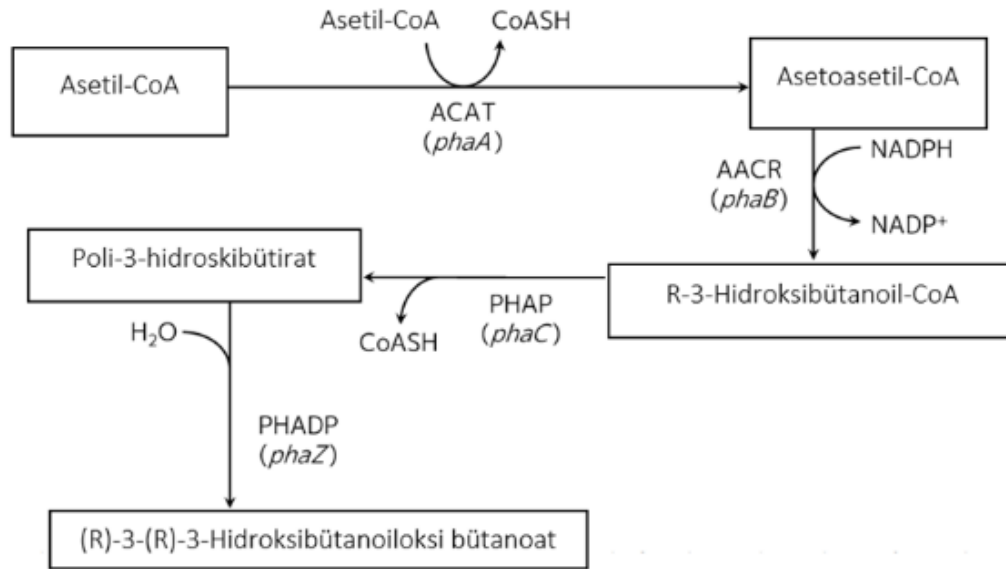 Asetil-CoA
CoASH
Asetil-CoA
ACAT
(phaA)
Asetoasetil-CoA
NADPH
AACR
(phaB)
NADP⁺
R-3-Hidroksibütanoil-CoA
PHAP
(phaC)
CoASH
Poli-3-hidroskibütirat
H₂O
PHADP
(phaZ)
(R)-3-(R)-3-Hidroksibütanoiloksi bütanoat